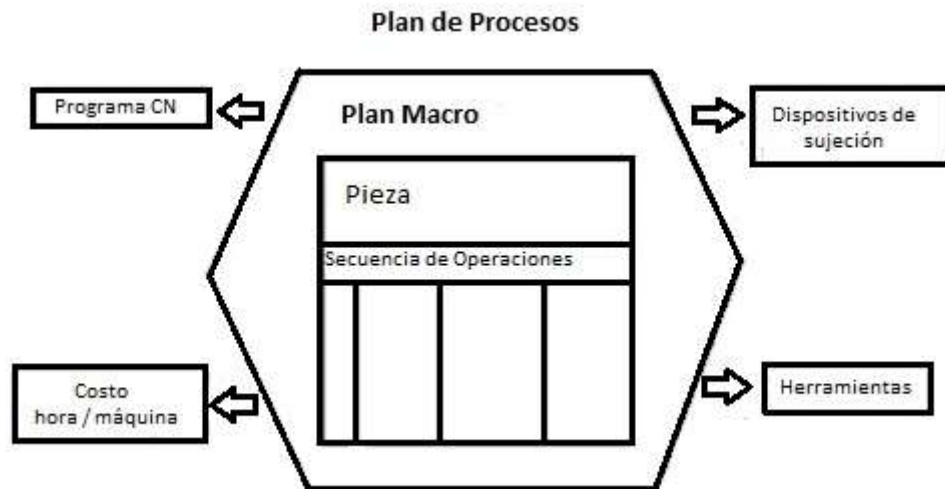 Plan de Procesos
Programa CN
Plan Macro
Dispositivos de
sujeción
Pieza
Secuencia de Operaciones
Costo
hora / máquina
Herramientas